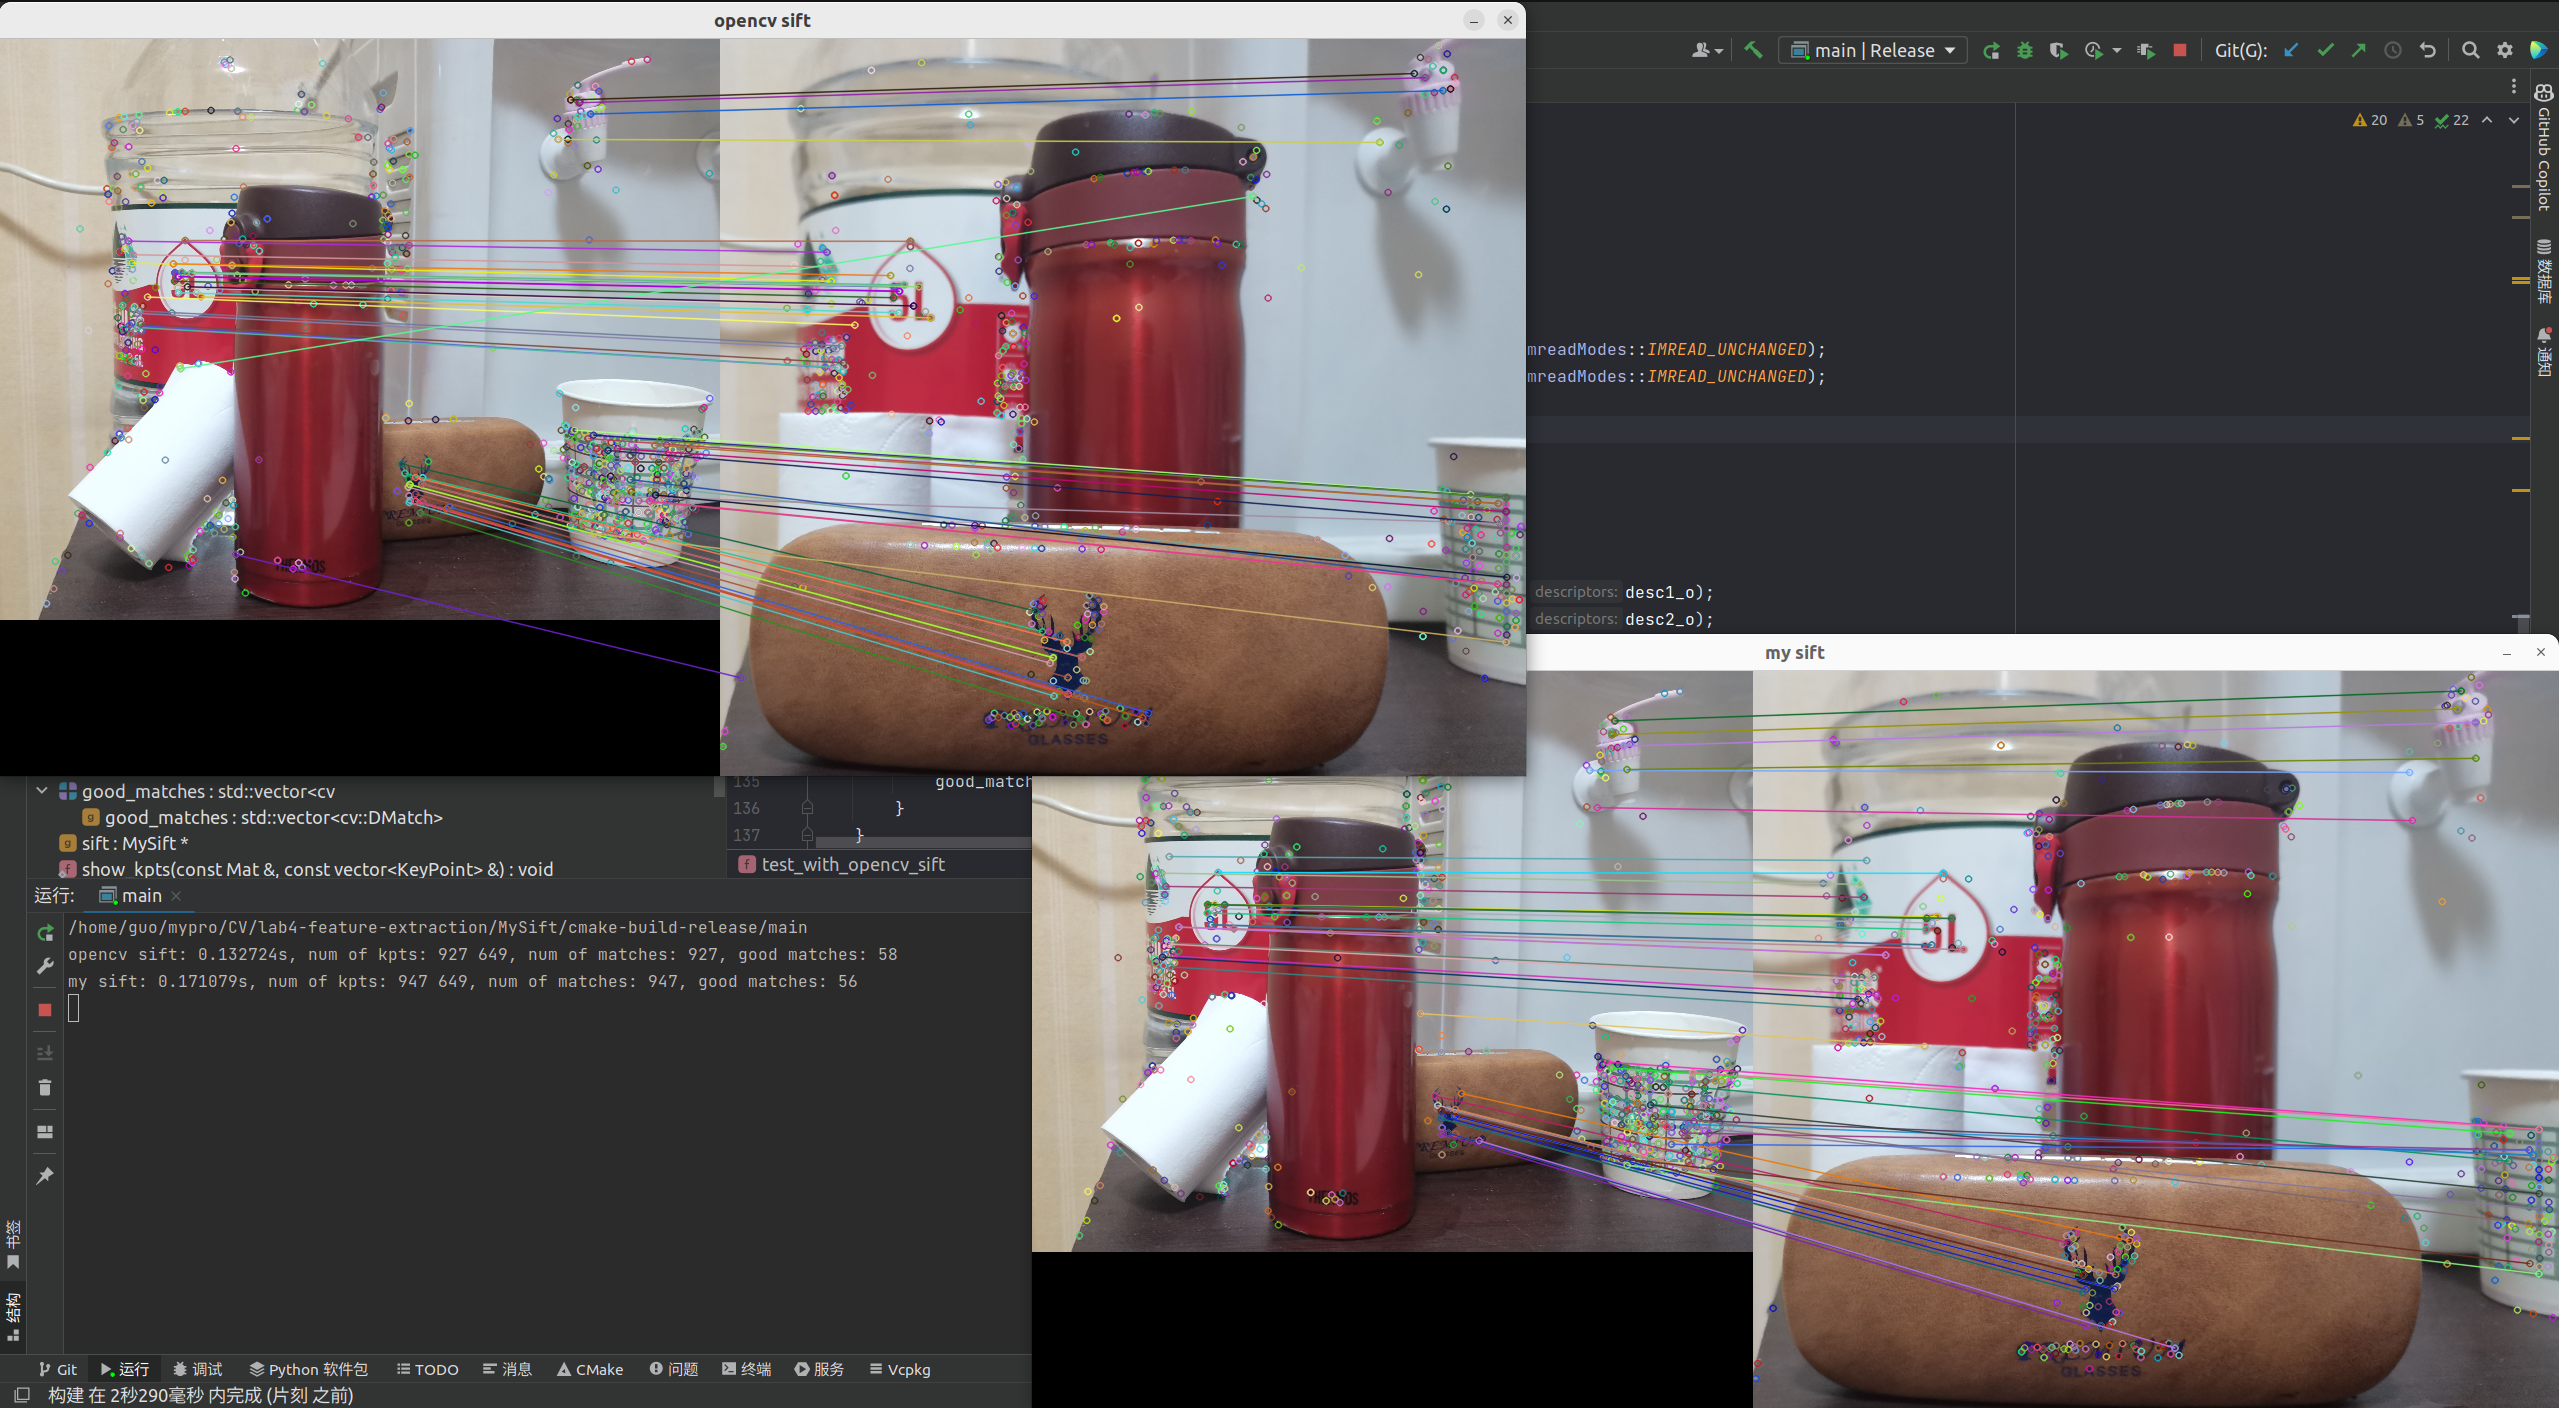 opencv sift
main | Release
Git(G):
20 5 22
GitHub Copilot
数据库
通知
mreadModes::IMREAD_UNCHANGED);
mreadModes::IMREAD_UNCHANGED);
descriptors: desc1_o);
descriptors: desc2_o);
my sift
THERMOS
GLASSES
GLASSES
good_matches : std::vector<cv
good_matches : std::vector<cv::DMatch>
sift : MySift *
show_kpts(const Mat &, const vector<KeyPoint> &) : void
135 good_match
136 }
137 }
test_with_opencv_sift
运行: main
/home/guo/mypro/CV/lab4-feature-extraction/MySift/cmake-build-release/main
opencv sift: 0.132724s, num of kpts: 927 649, num of matches: 927, good matches: 58
my sift: 0.171079s, num of kpts: 947 649, num of matches: 947, good matches: 56
书签
结构
Git 运行 调试 Python 软件包 TODO 消息 CMake 问题 终端 服务 Vcpkg
构建 在 2秒290毫秒 内完成 (片刻 之前)